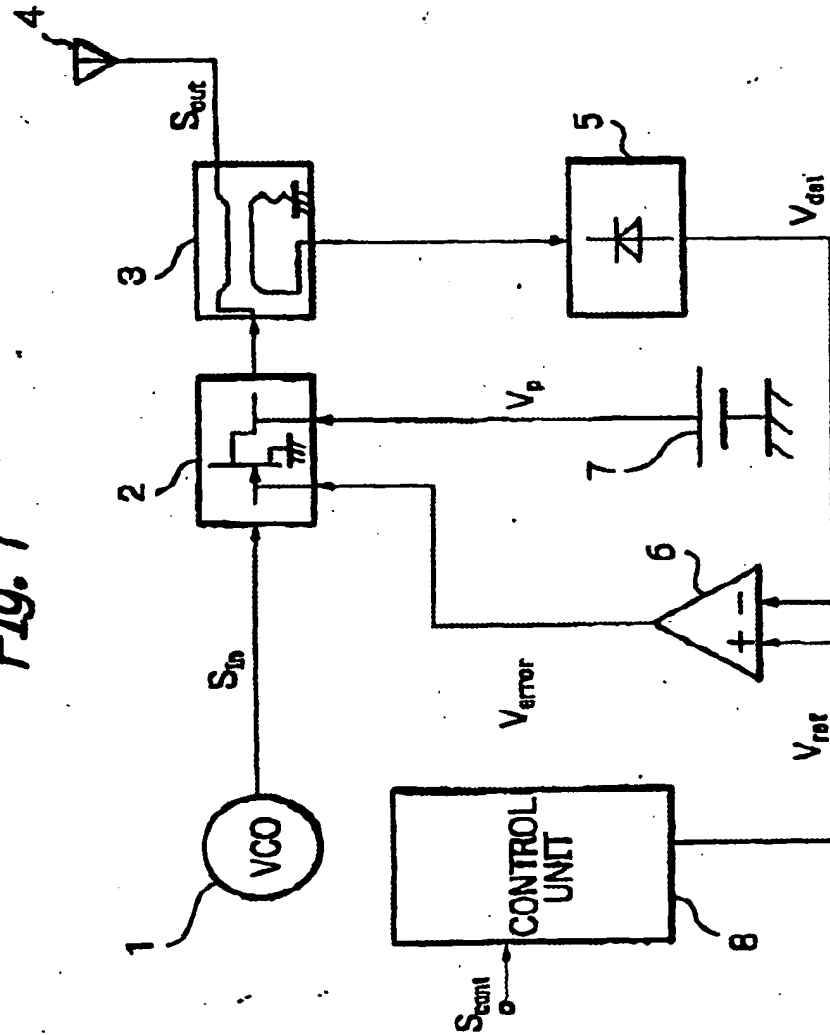 Fig. 1
1
2
3
4
Sin
Sout
VCO
Scont
CONTROL
UNIT
Verror
Vp
8
6
7
5
+ −
Vref
Vdet